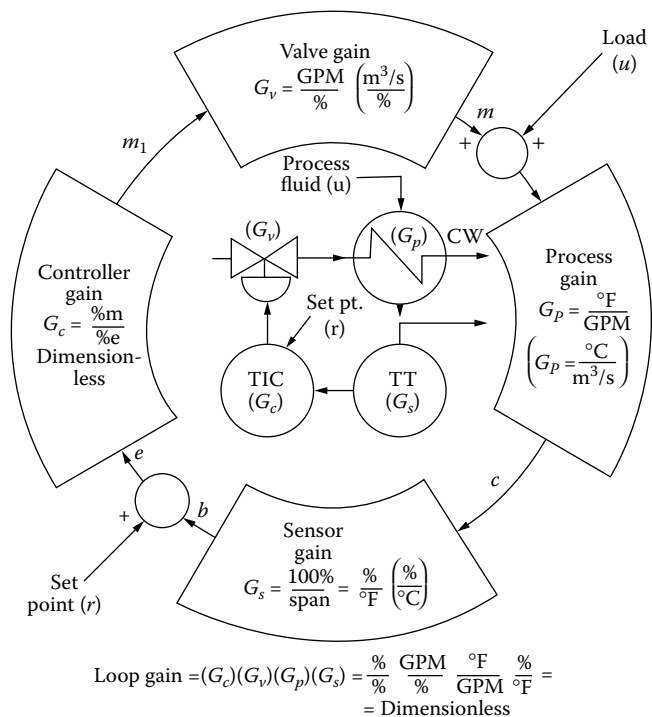 Valve gain
G_v = GPM/% (m³/s/%)
Load
(u)
m
+ +
m₁
Process
fluid (u)
(G_v)
(G_p)
CW
Controller
gain
G_c = %m/%e
Dimension-
less
Process
gain
G_P = °F/GPM
(G_P = °C/m³/s)
Set pt.
(r)
TIC
(G_c)
TT
(G_s)
e
c
b
+
Set
point (r)
Sensor
gain
G_s = 100%/span = %/°F (%/°C)
Loop gain =(G_c)(G_v)(G_p)(G_s) = %/% GPM/% °F/GPM %/°F =
= Dimensionless